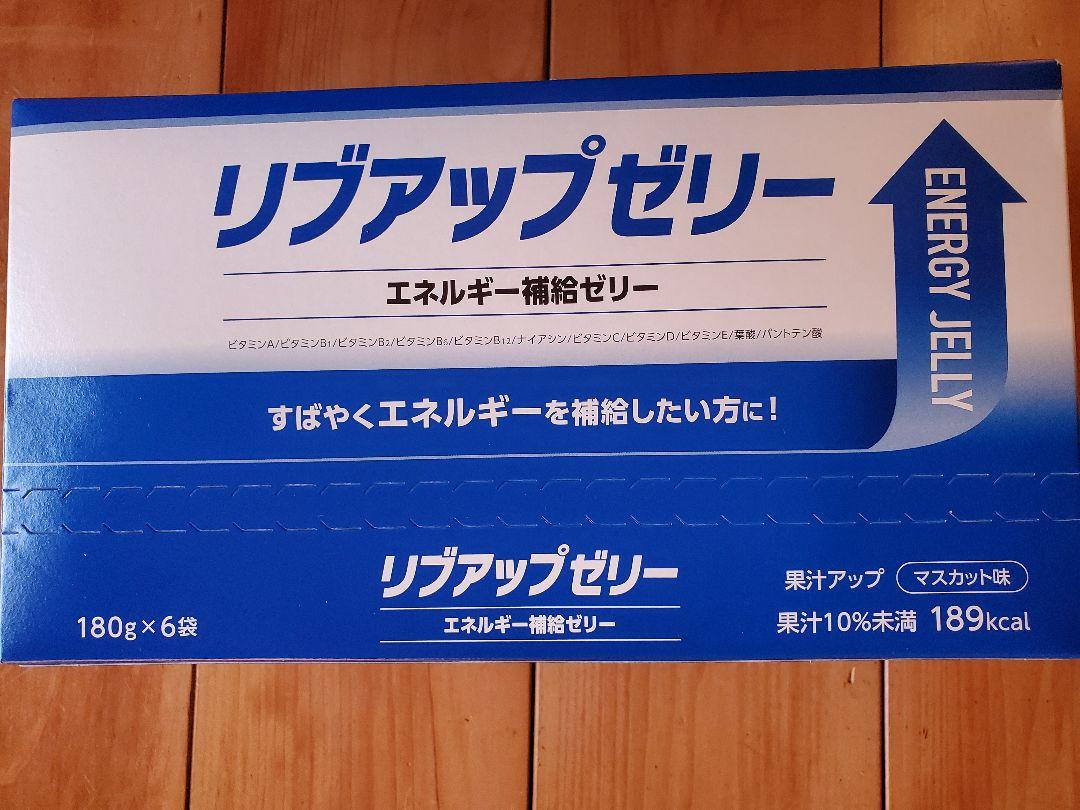 リブアップゼリー
エネルギー補給ゼリー
ビタミンA/ビタミンB1/ビタミンB2/ビタミンB6/ビタミンB12/ナイアシン/ビタミンC/ビタミンD/ビタミンE/葉酸/パントテン酸
ENERGY JELLY
すばやくエネルギーを補給したい方に!
リブアップゼリー
エネルギー補給ゼリー
180g×6袋
果汁アップ マスカット味
果汁10%未満 189kcal